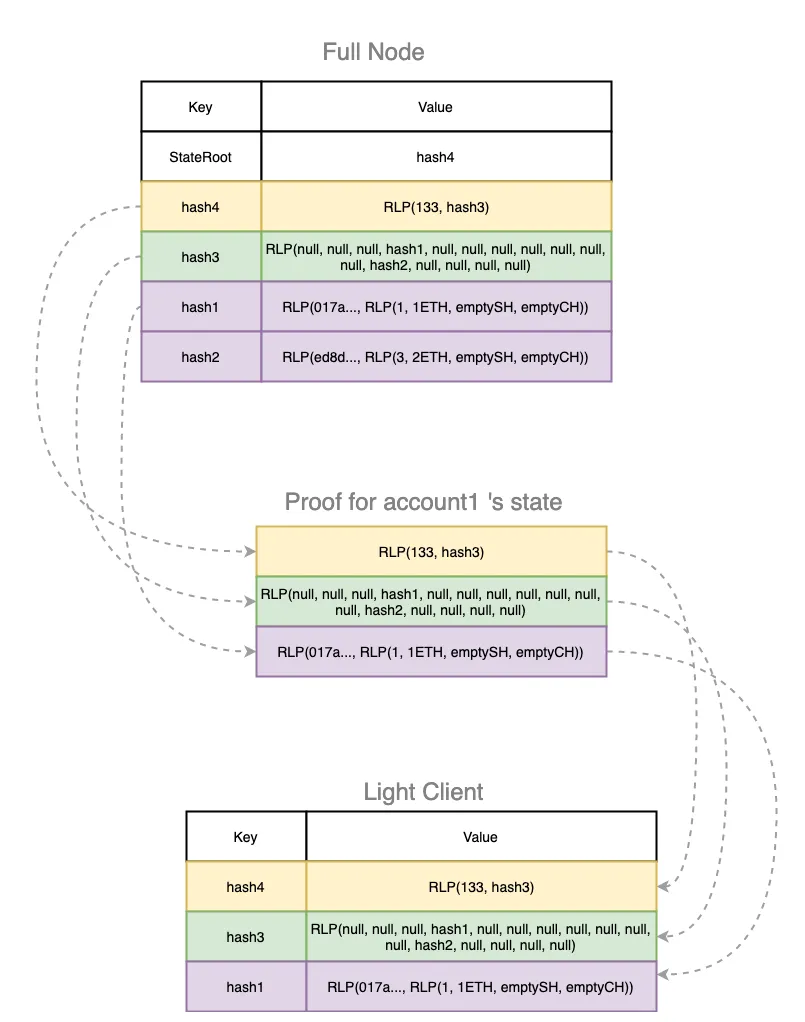 Full Node
Key Value
StateRoot hash4
hash4 RLP(133, hash3)
hash3 RLP(null, null, null, hash1, null, null, null, null, null, null,
null, hash2, null, null, null, null)
hash1 RLP(017a..., RLP(1, 1ETH, emptySH, emptyCH))
hash2 RLP(ed8d..., RLP(3, 2ETH, emptySH, emptyCH))
Proof for account1 's state
RLP(133, hash3)
RLP(null, null, null, hash1, null, null, null, null, null, null,
null, hash2, null, null, null, null)
RLP(017a..., RLP(1, 1ETH, emptySH, emptyCH))
Light Client
Key Value
hash4 RLP(133, hash3)
hash3 RLP(null, null, null, hash1, null, null, null, null, null, null,
null, hash2, null, null, null, null)
hash1 RLP(017a..., RLP(1, 1ETH, emptySH, emptyCH))